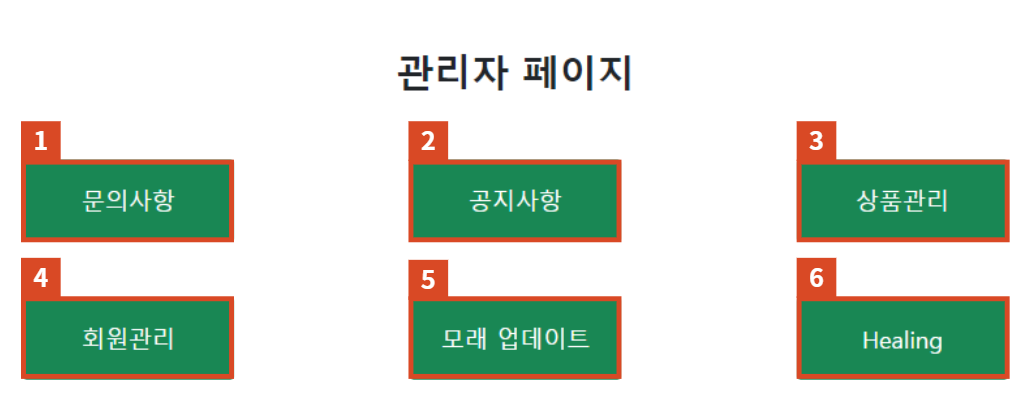 관리자 페이지
1
문의사항
2
공지사항
3
상품관리
4
회원관리
5
모래 업데이트
6
Healing